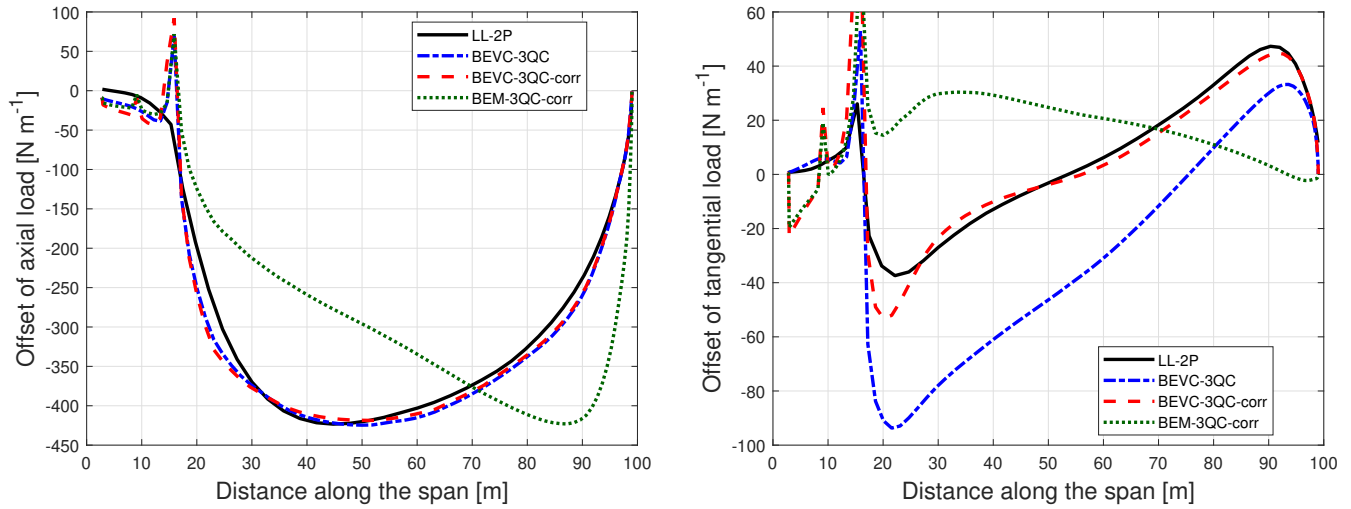 Offset of axial load [N m⁻¹]
100
50
0
-50
-100
-150
-200
-250
-300
-350
-400
-450
LL-2P
BEVC-3QC
BEVC-3QC-corr
BEM-3QC-corr
0 10 20 30 40 50 60 70 80 90 100
Distance along the span [m]
Offset of tangential load [N m⁻¹]
60
40
20
0
-20
-40
-60
-80
-100
LL-2P
BEVC-3QC
BEVC-3QC-corr
BEM-3QC-corr
0 10 20 30 40 50 60 70 80 90 100
Distance along the span [m]